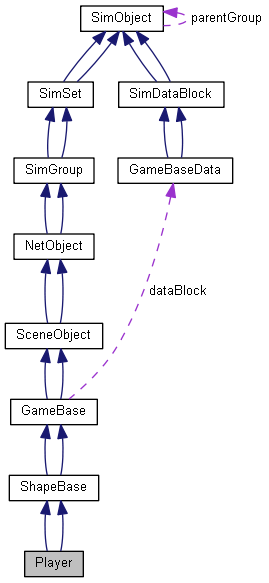 SimObject
parentGroup
SimSet
SimDataBlock
SimGroup
GameBaseData
NetObject
dataBlock
SceneObject
GameBase
ShapeBase
Player